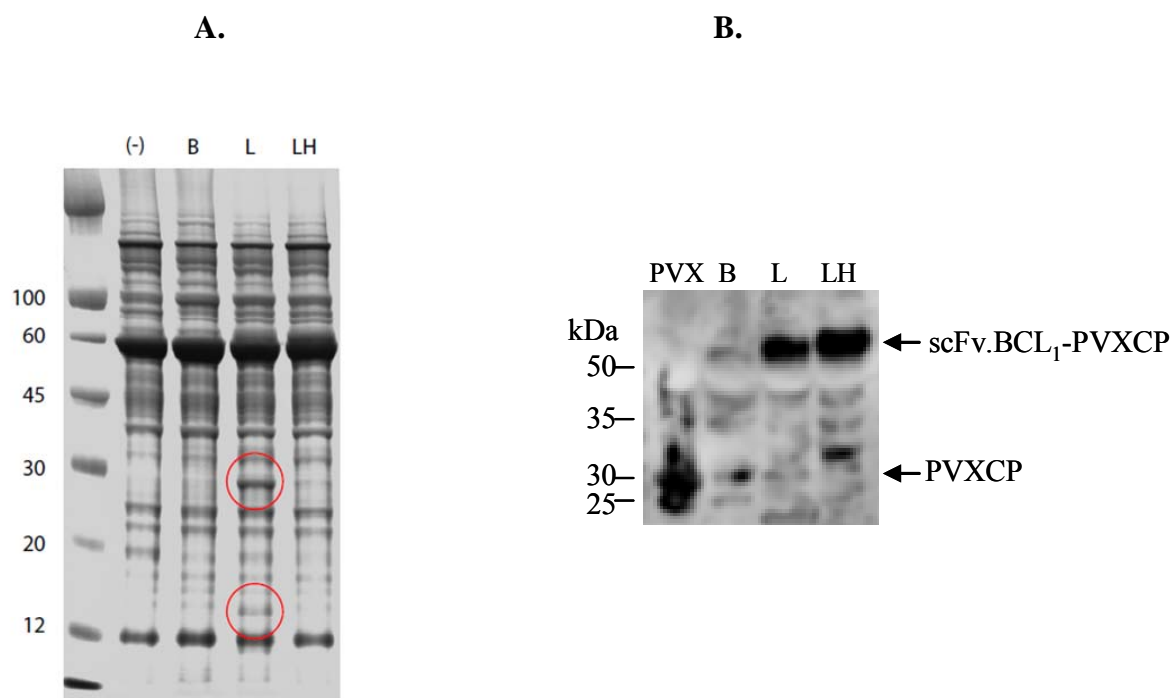 A. B.
(-) B L LH
100
60
45
30
20
12
PVX B L LH
kDa
50
35
30
25
scFv.BCL1-PVXCP
PVXCP